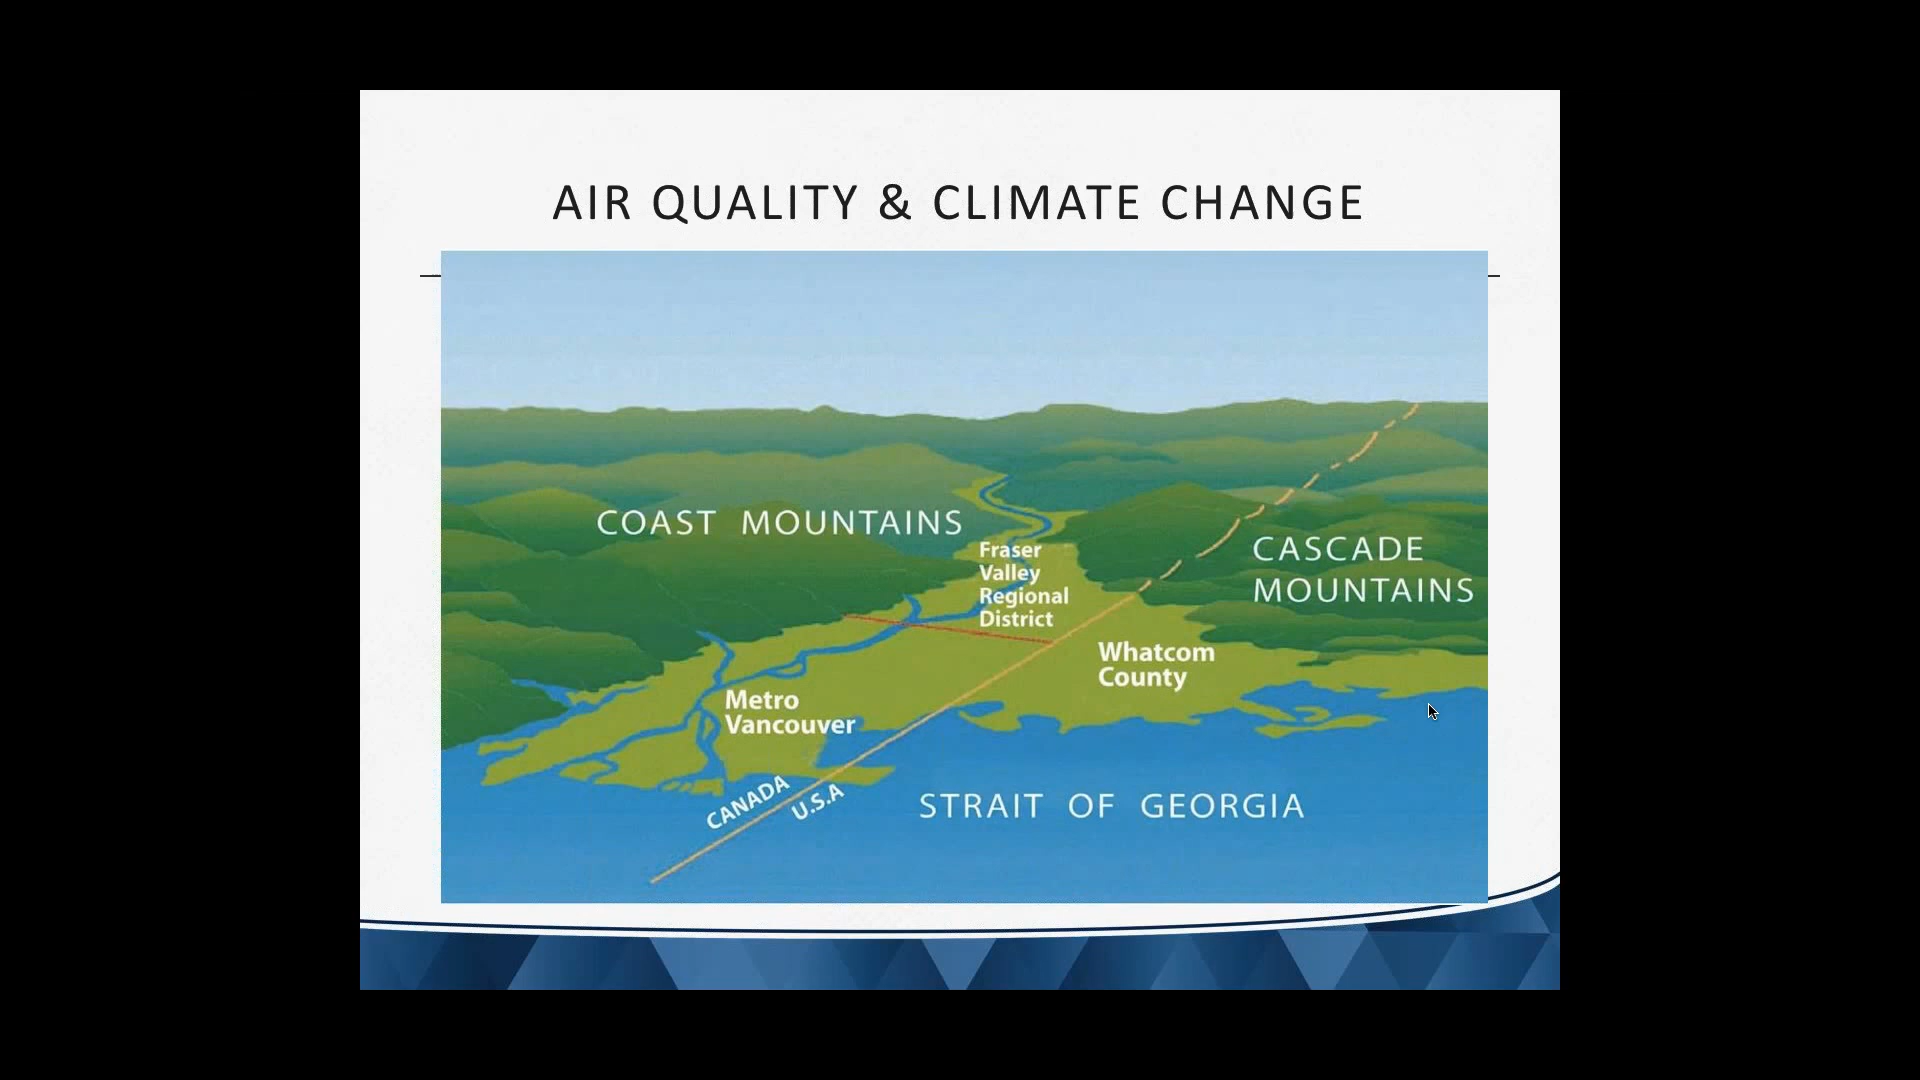 AIR QUALITY & CLIMATE CHANGE
COAST MOUNTAINS
Fraser
Valley
Regional
District
CASCADE
MOUNTAINS
Whatcom
County
Metro
Vancouver
CANADA
U.S.A
STRAIT OF GEORGIA